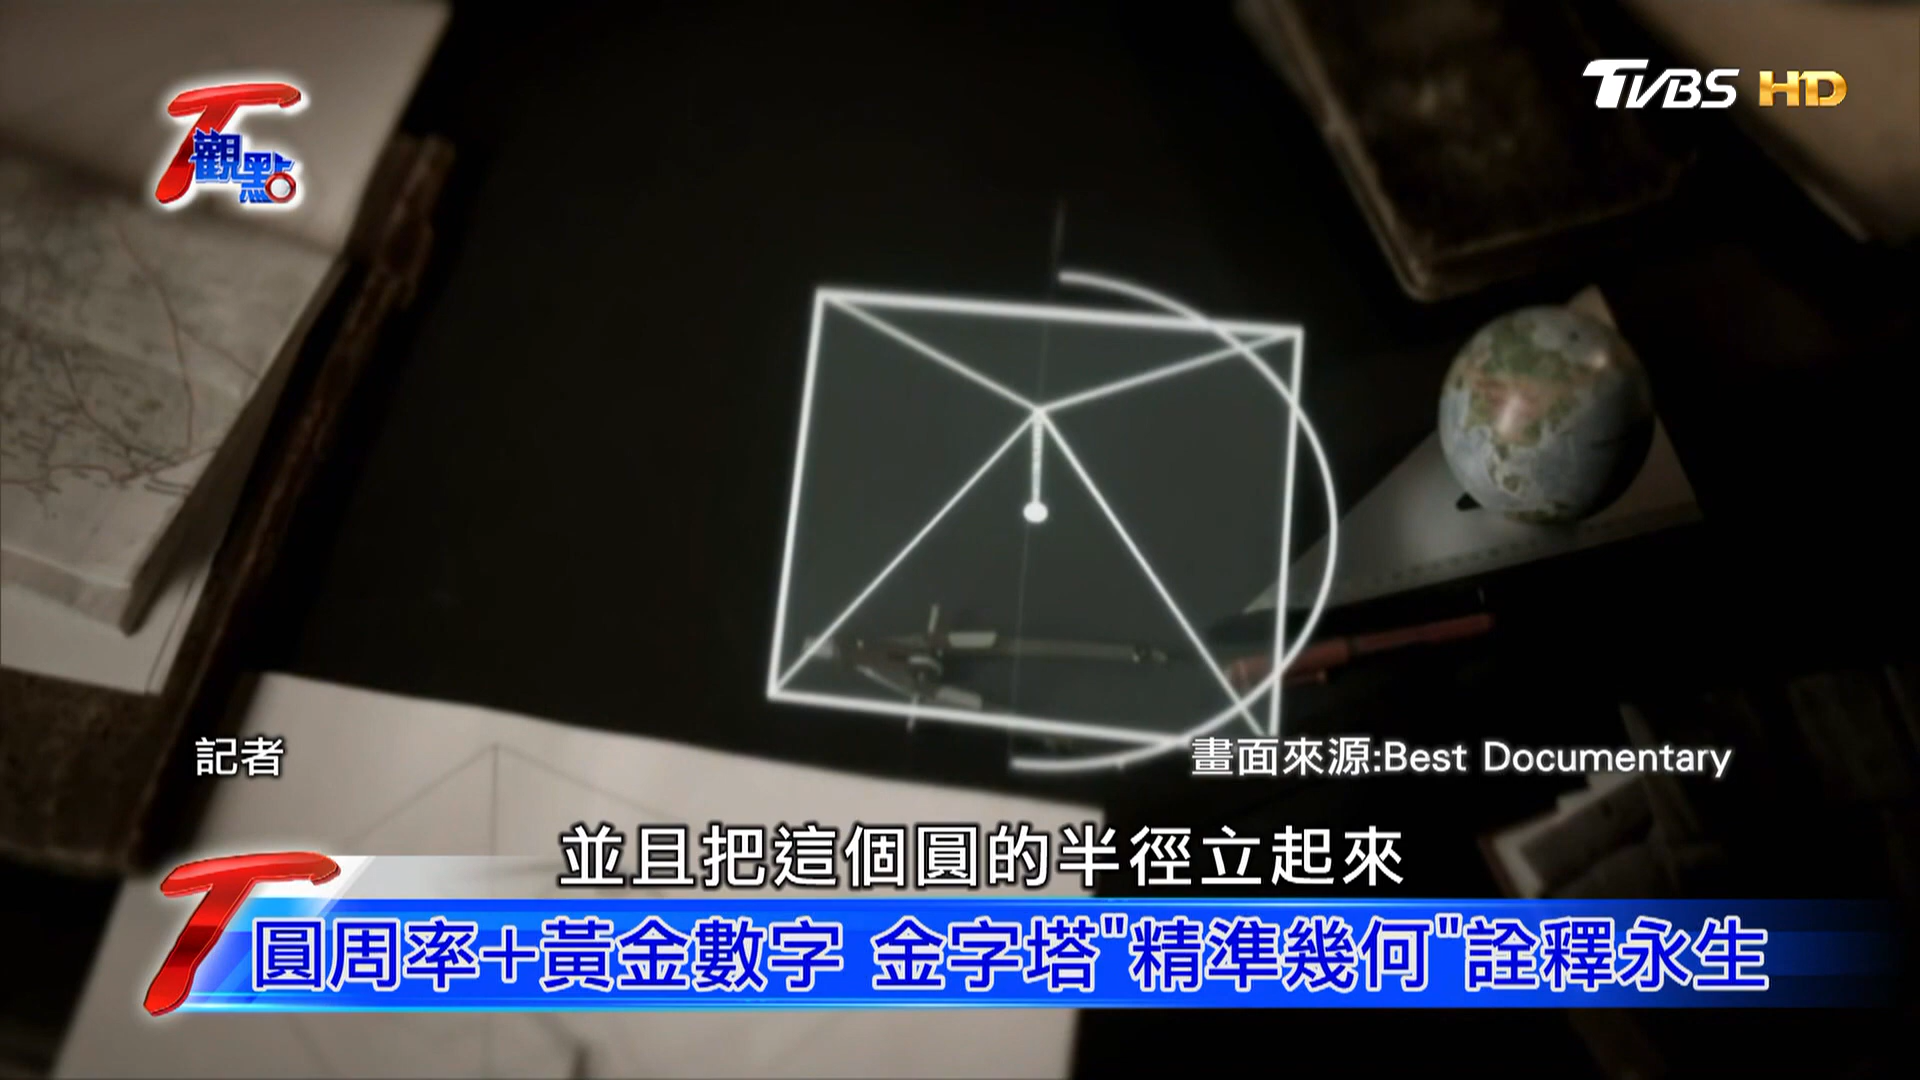 T觀點
TVBS HD
記者
畫面來源:Best Documentary
並且把這個圓的半徑立起來
T
圓周率+黃金數字 金字塔"精準幾何"詮釋永生